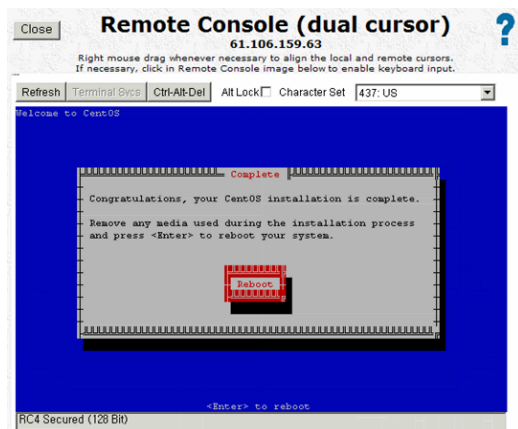 Close
Remote Console (dual cursor)
?
61.106.159.63
Right mouse drag whenever necessary to align the local and remote cursors.
If necessary, click in Remote Console image below to enable keyboard input.
Refresh Terminal Svcs Ctrl-Alt-Del Alt Lock Character Set 437: US
Welcome to CentOS
Complete
Congratulations, your CentOS installation is complete.
Remove any media used during the installation process
and press <Enter> to reboot your system.
Reboot
<Enter> to reboot
RC4 Secured (128 Bit)